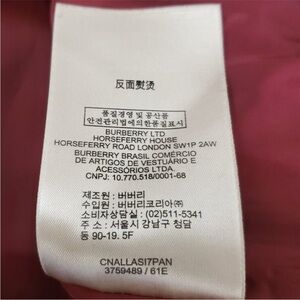 反面熨烫
품질경영 및 공산품
안전관리법에의한품질표시
BURBERRY LTD
HORSEFERRY HOUSE
HORSEFERRY ROAD LONDON SW1P 2AW
BURBERRY BRASIL COMÉRCIO
DE ARTIGOS DE VESTUÁRIO E
ACESSÓRIOS LTDA.
CNPJ: 10.770.518/0001-68
제조원 : 버버리
수입원 : 버버리코리아㈜
소비자상담실 : (02)511-5341
주소 : 서울시 강남구 청담
동 90-19. 5F
CNALLASI7PAN
3759489 / 61E